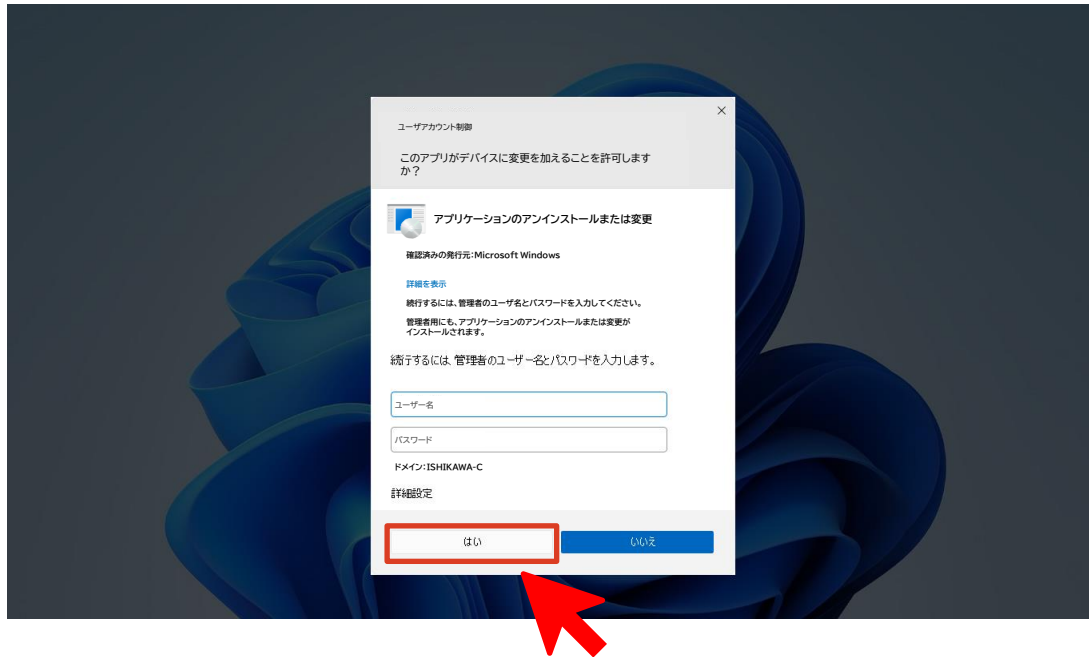 ユーザアカウント制御
このアプリがデバイスに変更を加えることを許可します
か？
アプリケーションのアンインストールまたは変更
確認済みの発行元：Microsoft Windows
詳細を表示
続行するには、管理者のユーザ名とパスワードを入力してください。
管理者用にも、アプリケーションのアンインストールまたは変更が
インストールされます。
続行するには、管理者のユーザー名とパスワードを入力します。
ユーザー名
パスワード
ドメイン：ISHIKAWA-C
詳細設定
はい
いいえ